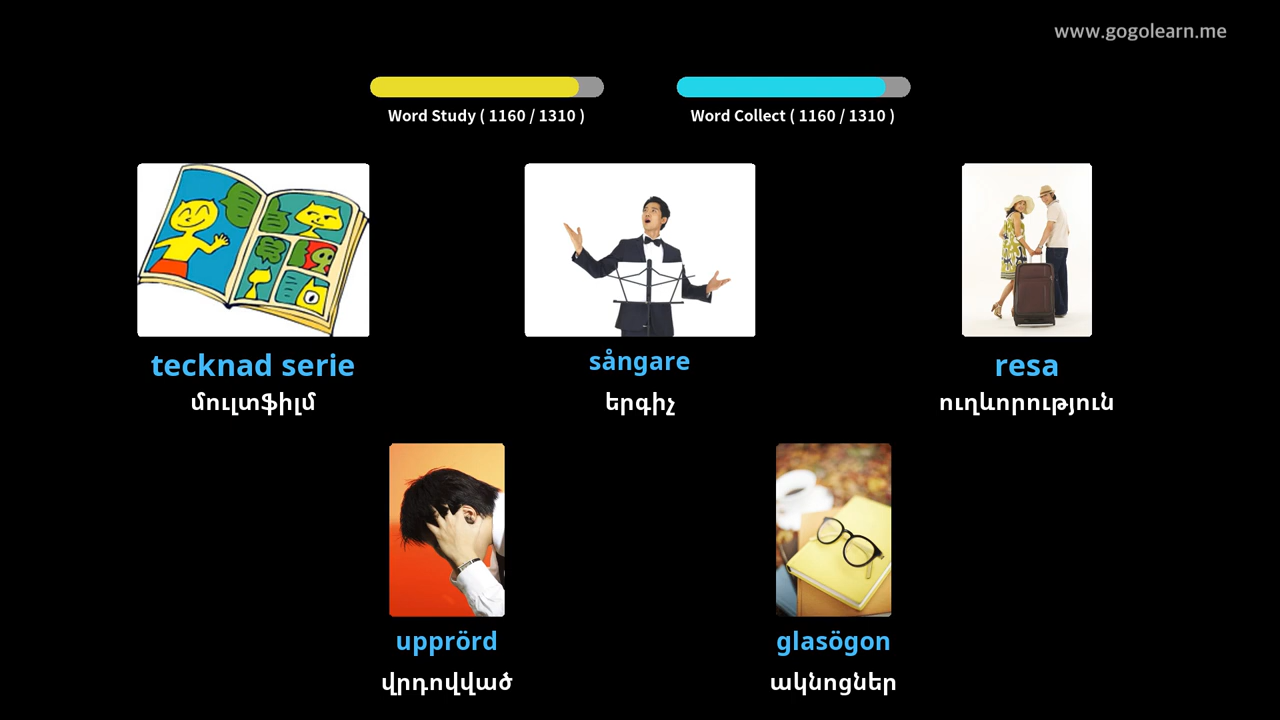 www.gogolearn.me
Word Study ( 1160 / 1310 )
Word Collect ( 1160 / 1310 )
tecknad serie
մուլտֆիլմ
sångare
երգիչ
resa
ուղևորություն
upprörd
վրդովված
glasögon
ակնոցներ